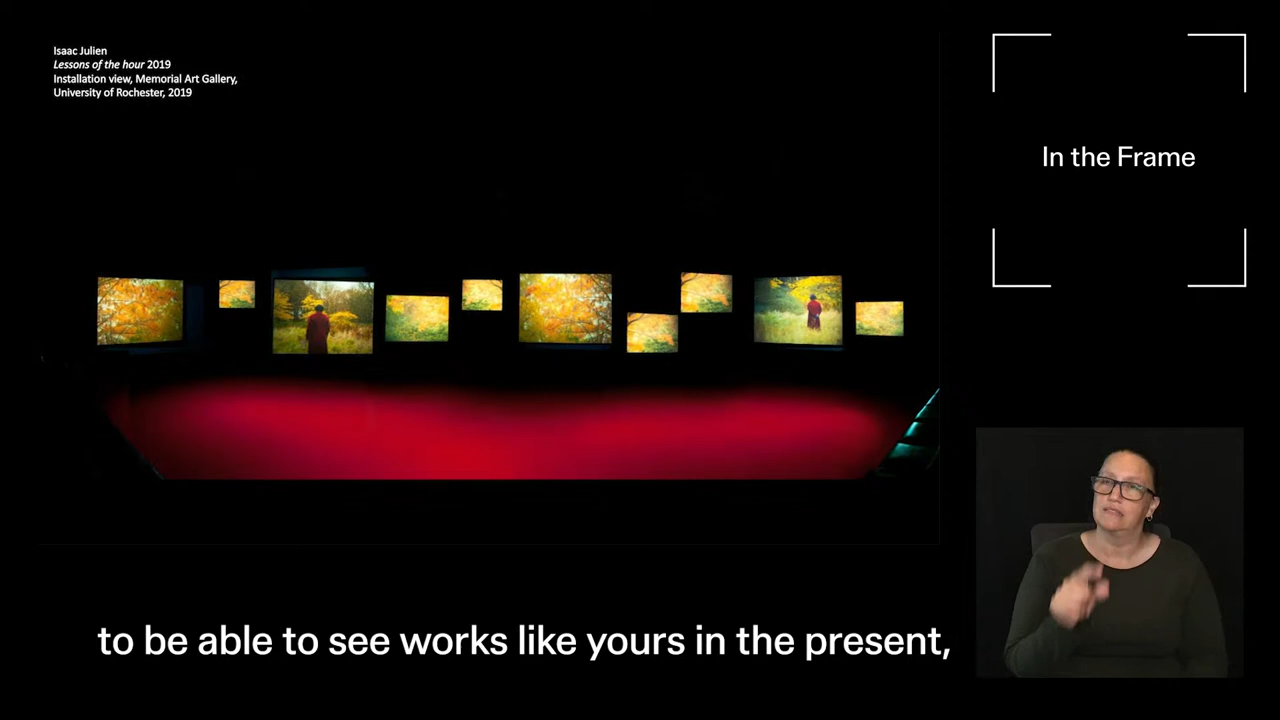 Isaac Julien
Lessons of the hour 2019
Installation view, Memorial Art Gallery,
University of Rochester, 2019
In the Frame
to be able to see works like yours in the present,